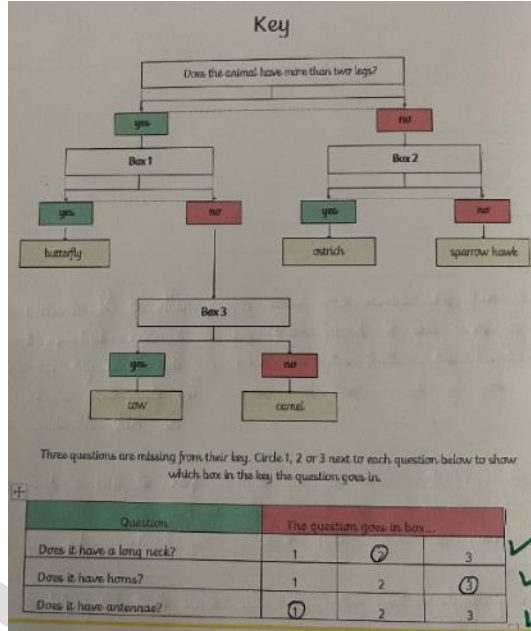 Key
Does the animal have more than two legs?
yes
no
Box 1
Box 2
yes
no
yes
no
butterfly
ostrich
sparrow hawk
Box 3
yes
no
cow
camel
Three questions are missing from their key. Circle 1, 2 or 3 next to each question below to show
which box in the key the question goes in.
Question The question goes in box...
Does it have a long neck? 1 2 3
Does it have horns? 1 2 3
Does it have antennae? 1 2 3